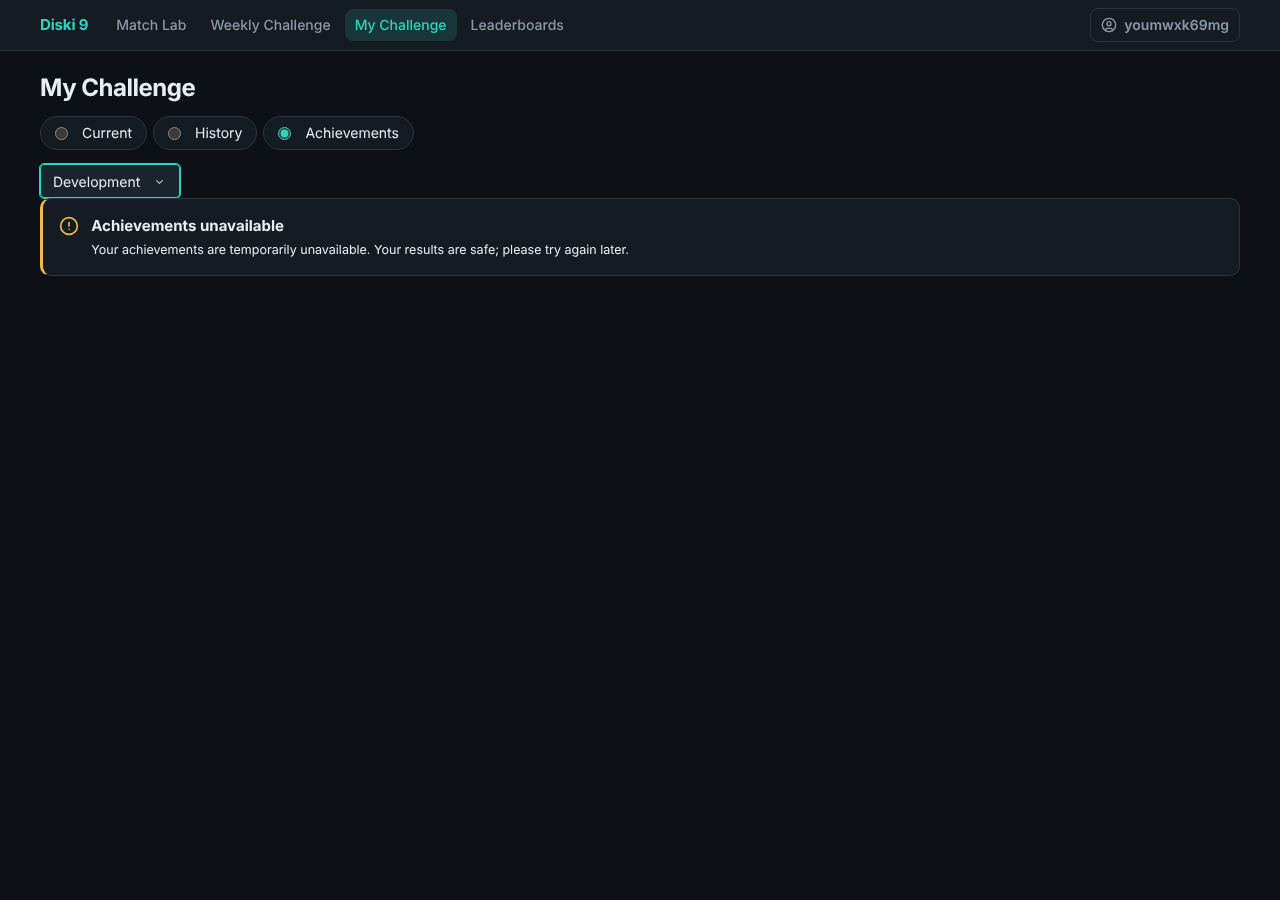 Diski 9 Match Lab Weekly Challenge My Challenge Leaderboards youmwxk69mg
My Challenge
Current History Achievements
Development
Achievements unavailable
Your achievements are temporarily unavailable. Your results are safe; please try again later.